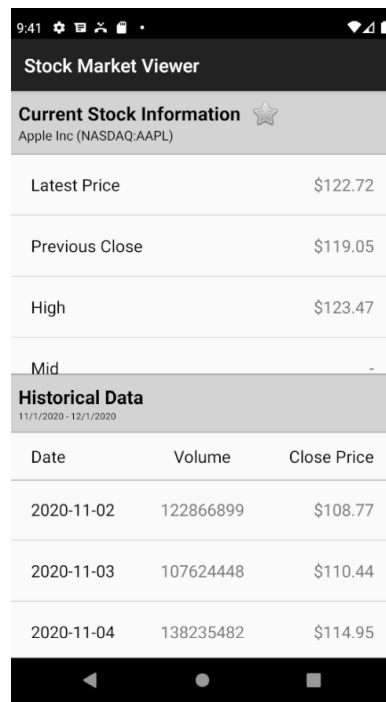 9:41
Stock Market Viewer
Current Stock Information
Apple Inc (NASDAQ:AAPL)
Latest Price $122.72
Previous Close $119.05
High $123.47
Mid -
Historical Data
11/1/2020 - 12/1/2020
Date Volume Close Price
2020-11-02 122866899 $108.77
2020-11-03 107624448 $110.44
2020-11-04 138235482 $114.95